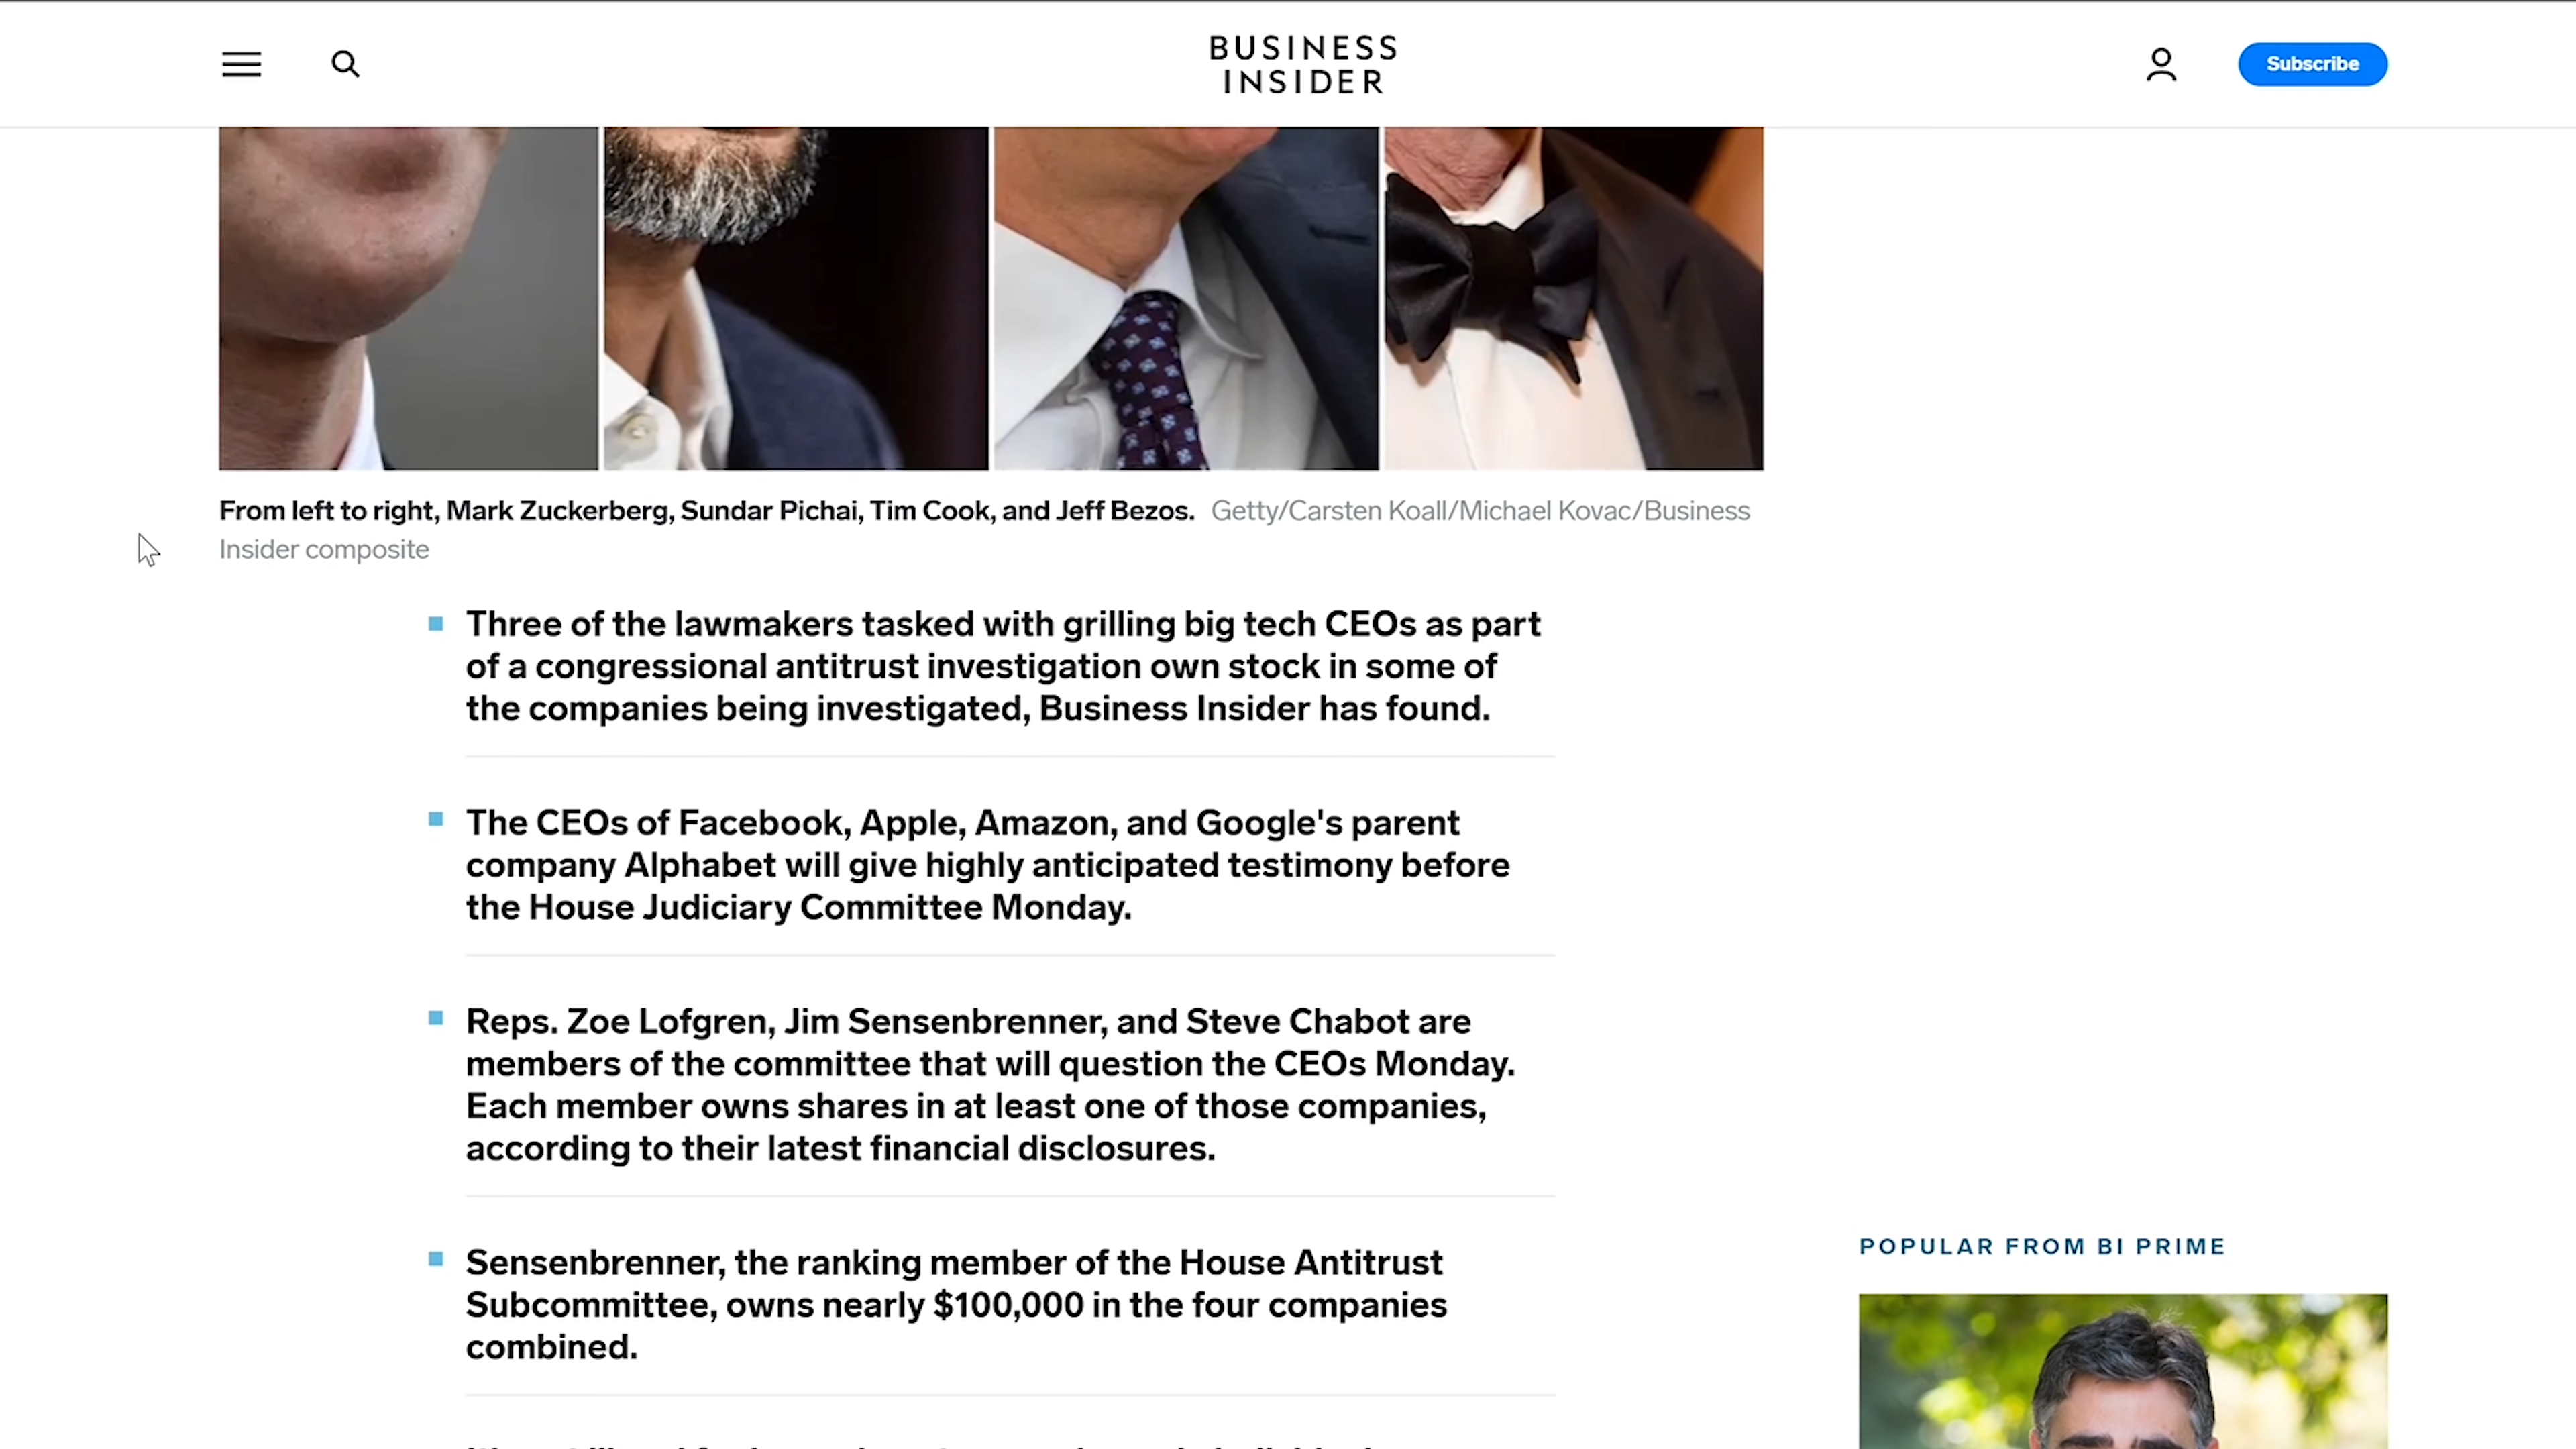 BUSINESS
INSIDER
Subscribe
From left to right, Mark Zuckerberg, Sundar Pichai, Tim Cook, and Jeff Bezos. Getty/Carsten Koall/Michael Kovac/Business
Insider composite
Three of the lawmakers tasked with grilling big tech CEOs as part
of a congressional antitrust investigation own stock in some of
the companies being investigated, Business Insider has found.
The CEOs of Facebook, Apple, Amazon, and Google's parent
company Alphabet will give highly anticipated testimony before
the House Judiciary Committee Monday.
Reps. Zoe Lofgren, Jim Sensenbrenner, and Steve Chabot are
members of the committee that will question the CEOs Monday.
Each member owns shares in at least one of those companies,
according to their latest financial disclosures.
Sensenbrenner, the ranking member of the House Antitrust
Subcommittee, owns nearly $100,000 in the four companies
combined.
POPULAR FROM BI PRIME